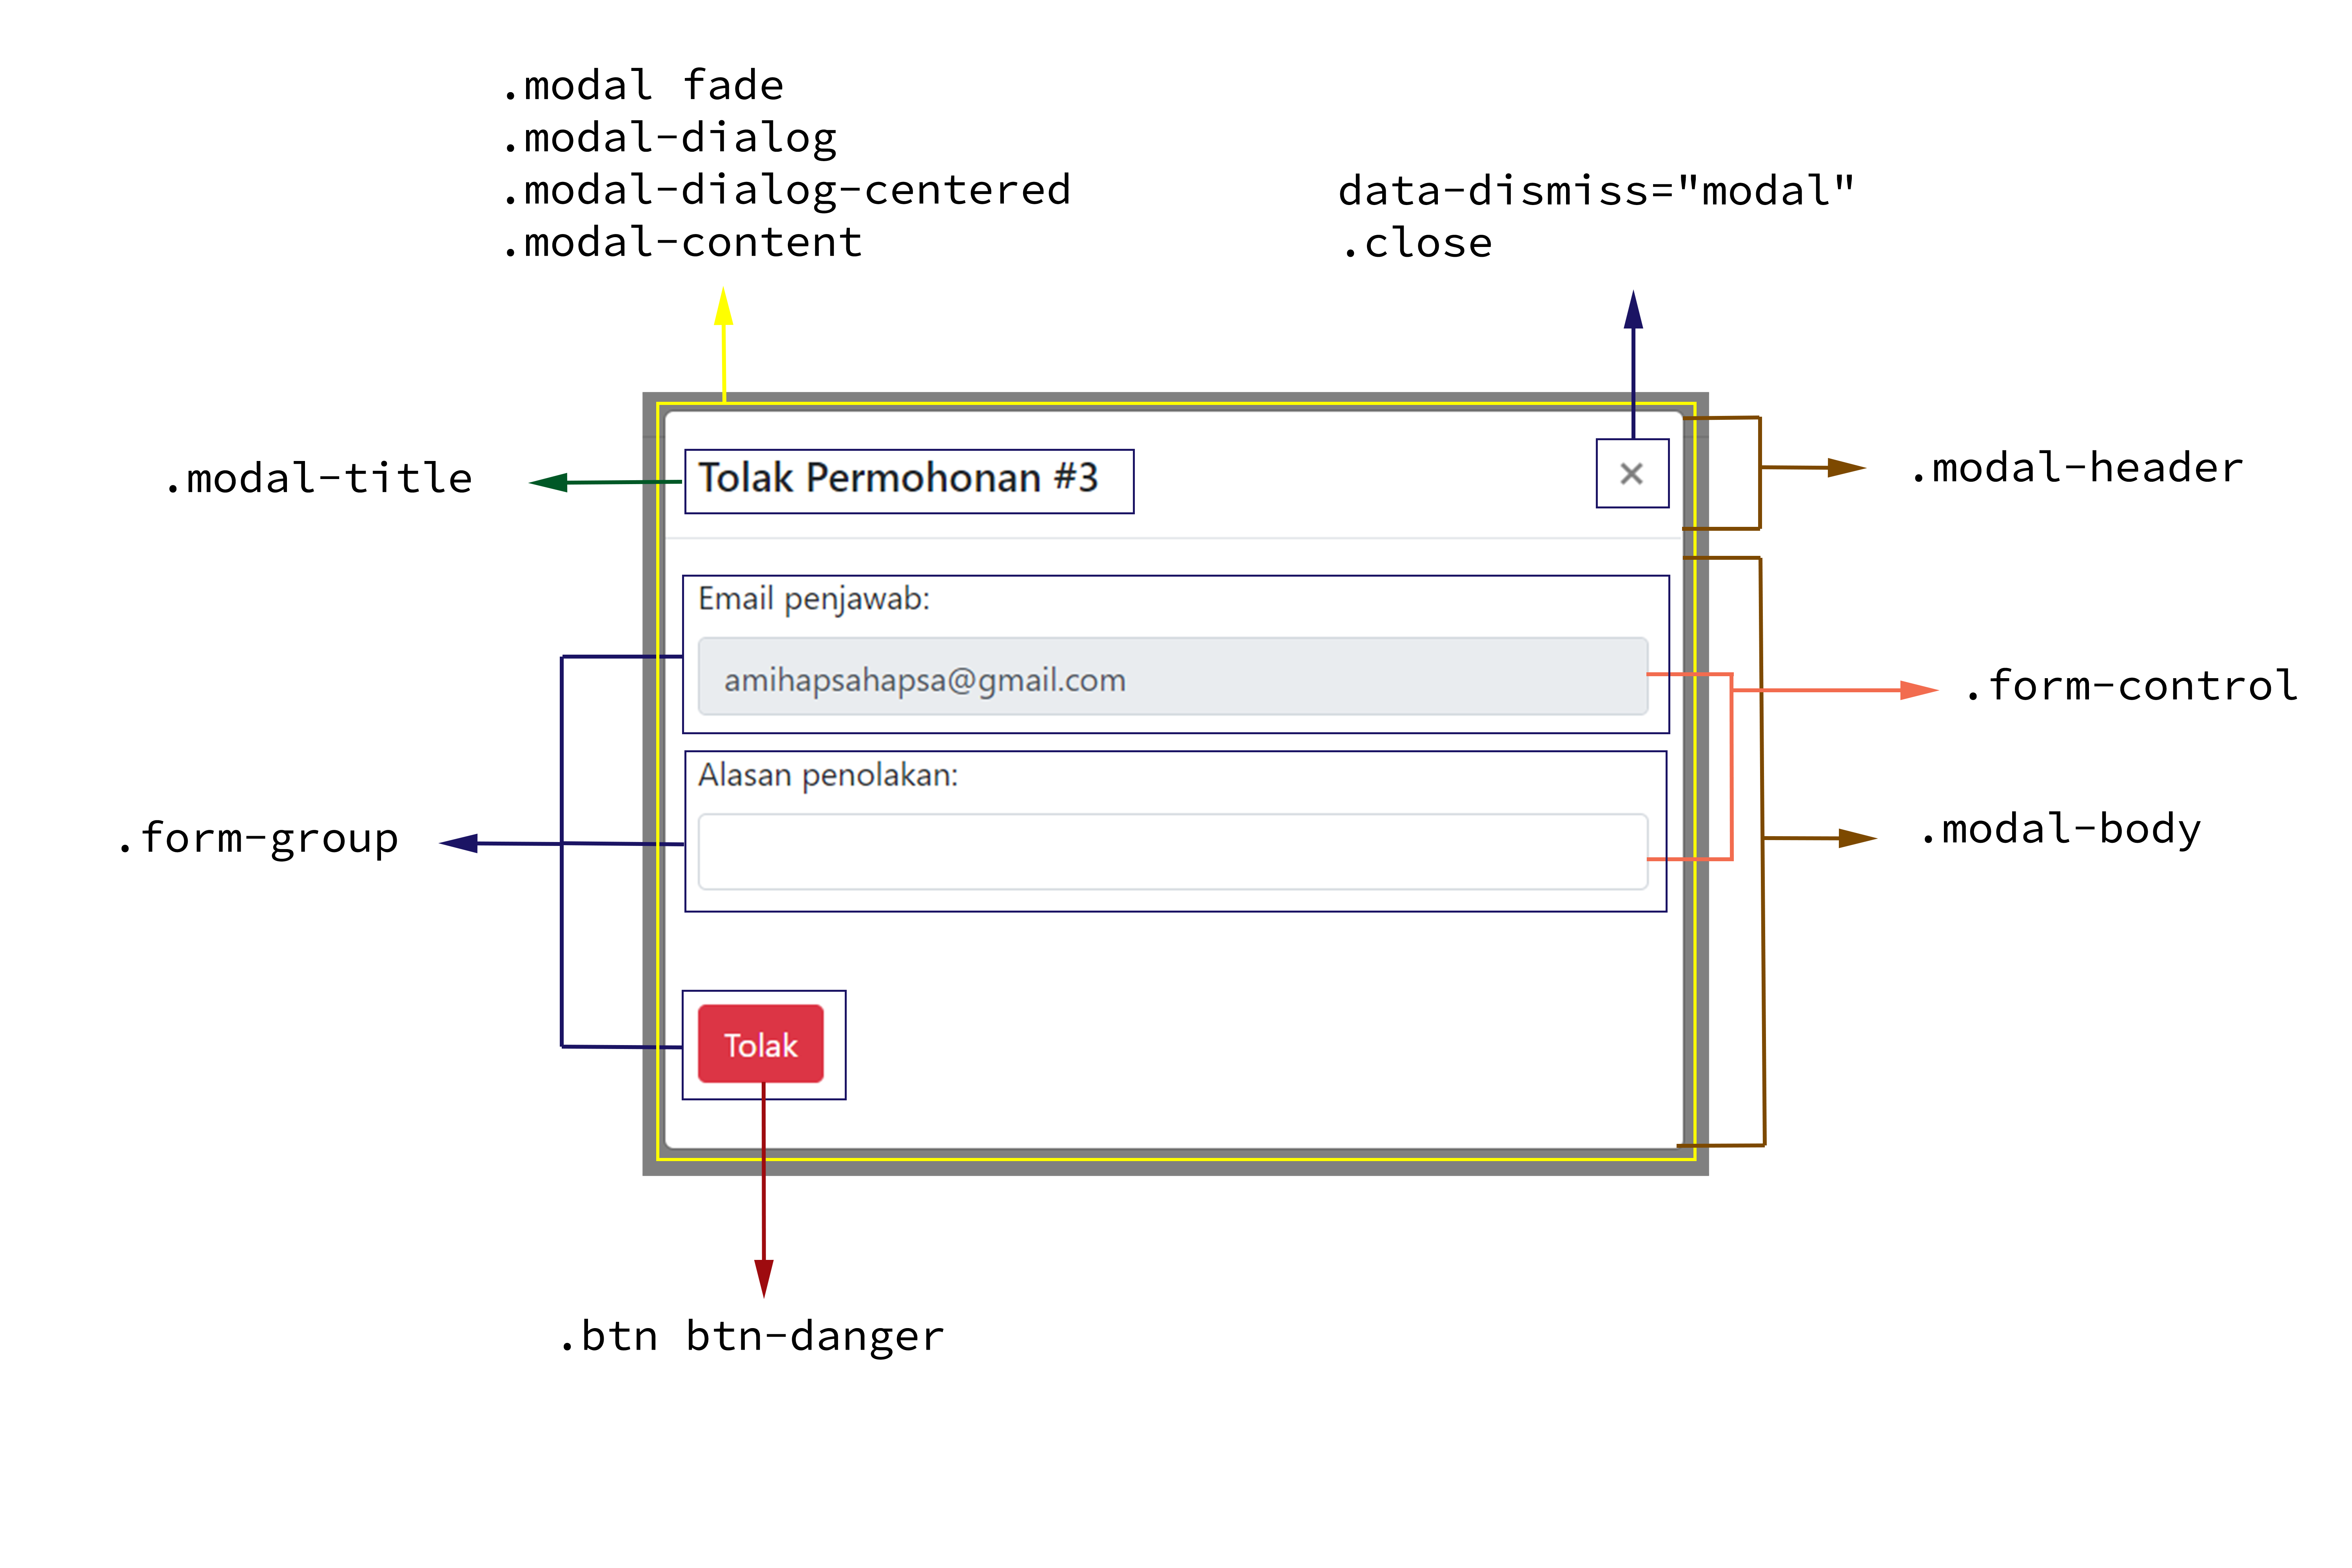 .modal fade
.modal-dialog
.modal-dialog-centered
.modal-content
data-dismiss="modal"
.close
.modal-title
Tolak Permohonan #3
×
.modal-header
Email penjawab:
amihapsahapsa@gmail.com
.form-control
Alasan penolakan:
.form-group
.modal-body
Tolak
.btn btn-danger